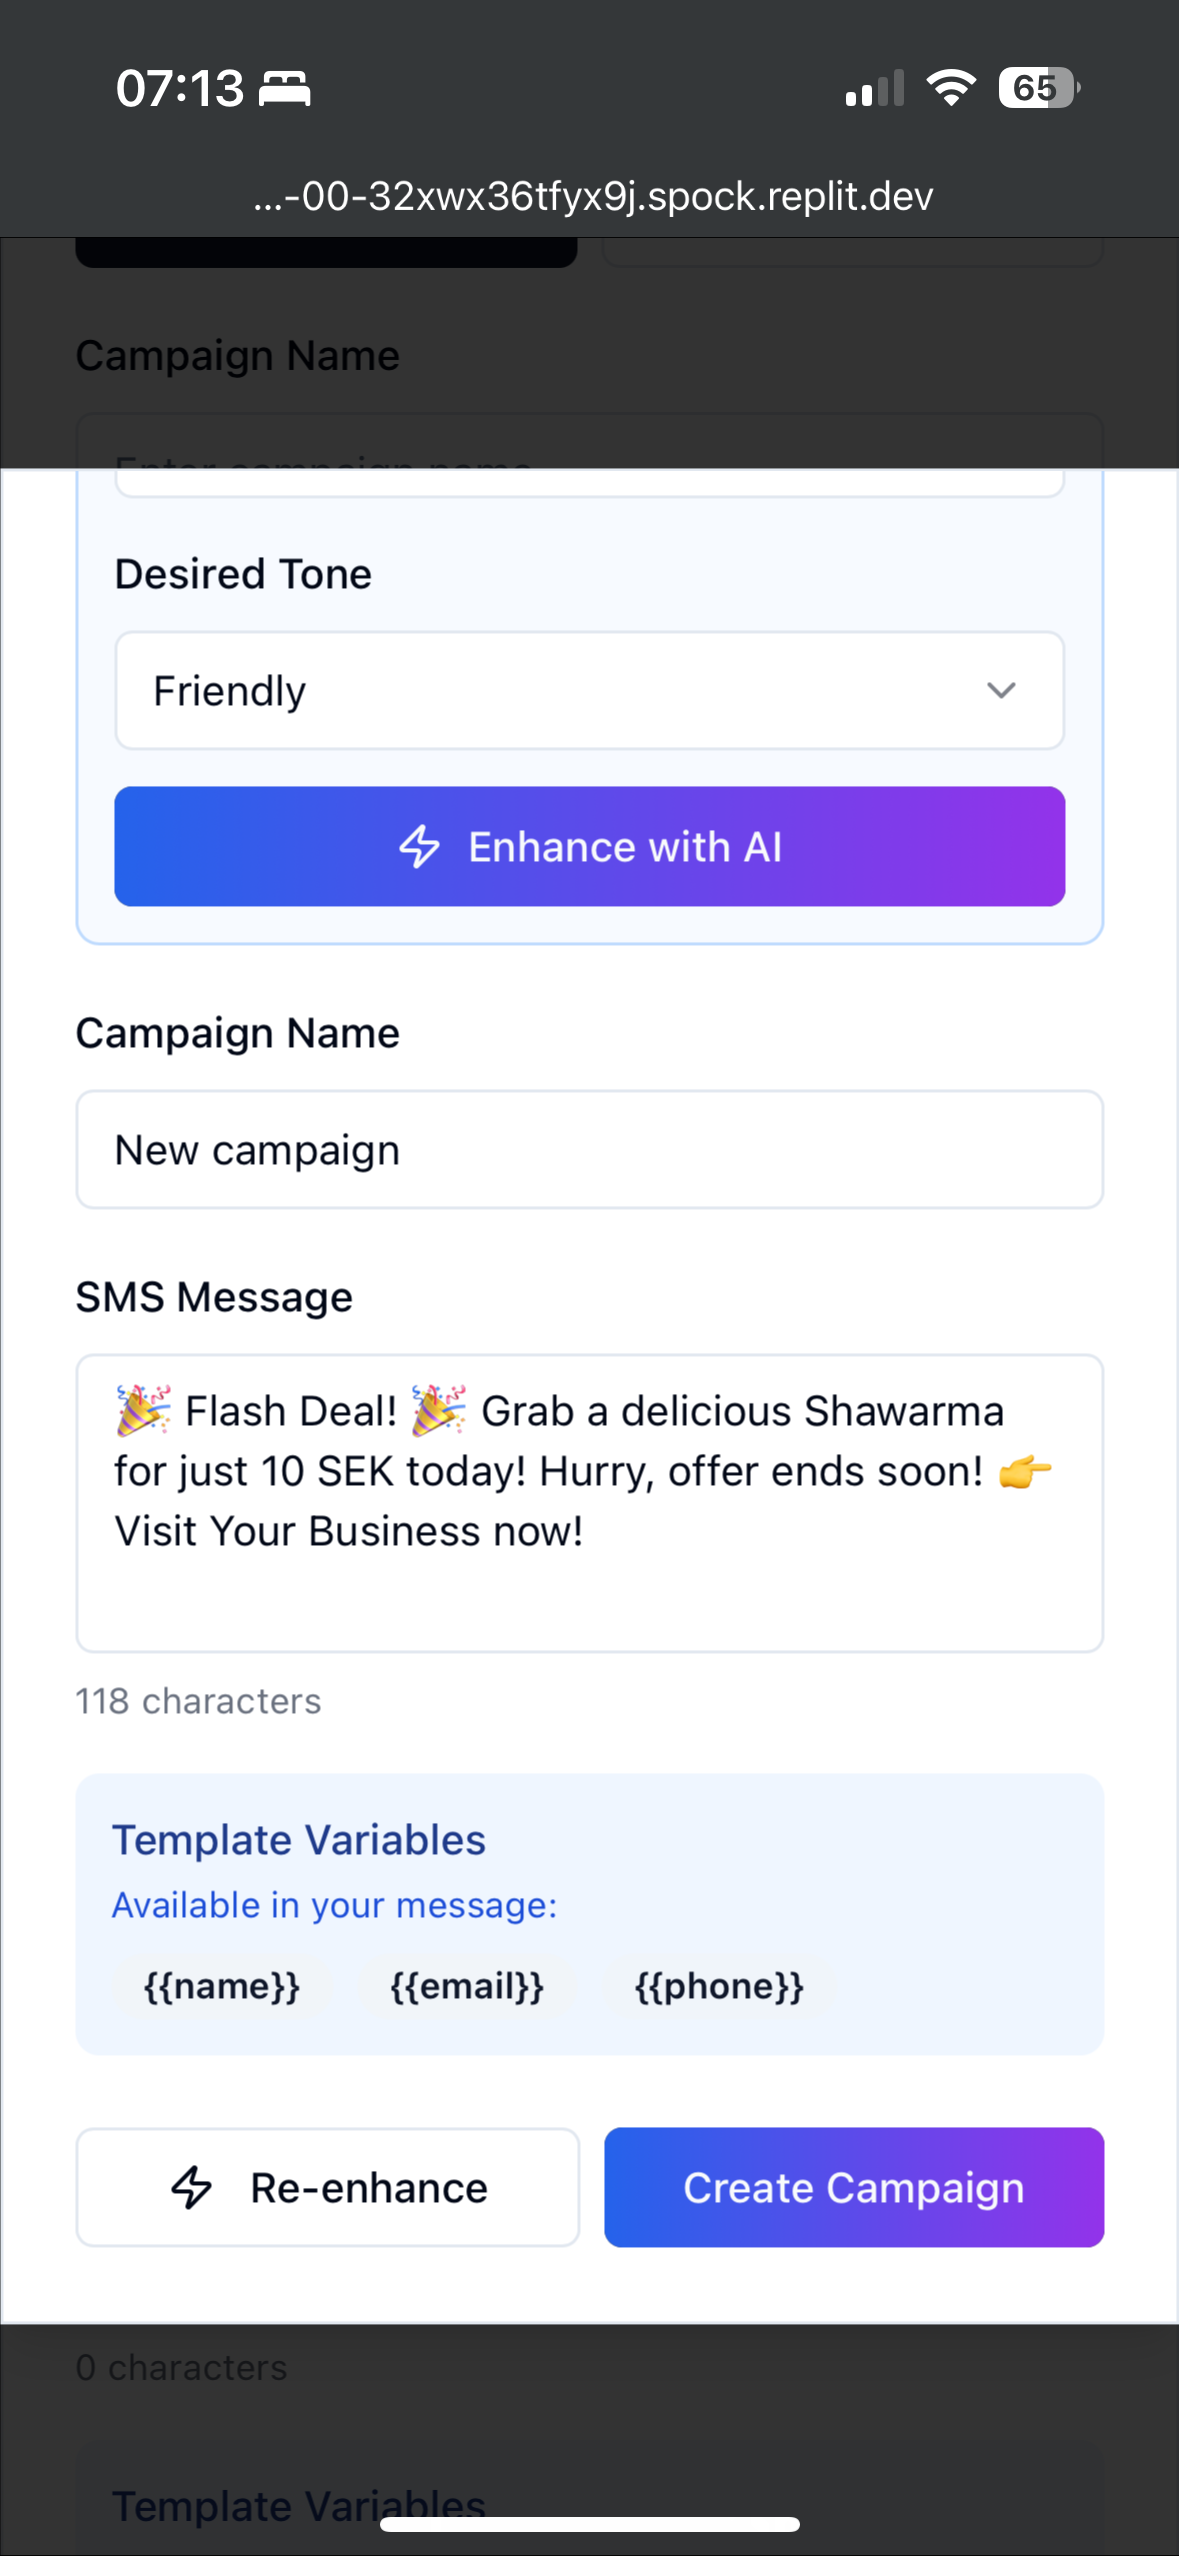 07:13
65
...-00-32xwx36tfyx9j.spock.replit.dev
Campaign Name
Enter campaign name
Desired Tone
Friendly
Enhance with AI
Campaign Name
New campaign
SMS Message
🎉 Flash Deal! 🎉 Grab a delicious Shawarma
for just 10 SEK today! Hurry, offer ends soon! 👉
Visit Your Business now!
118 characters
Template Variables
Available in your message:
{{name}} {{email}} {{phone}}
Re-enhance
Create Campaign
0 characters
Template Variables